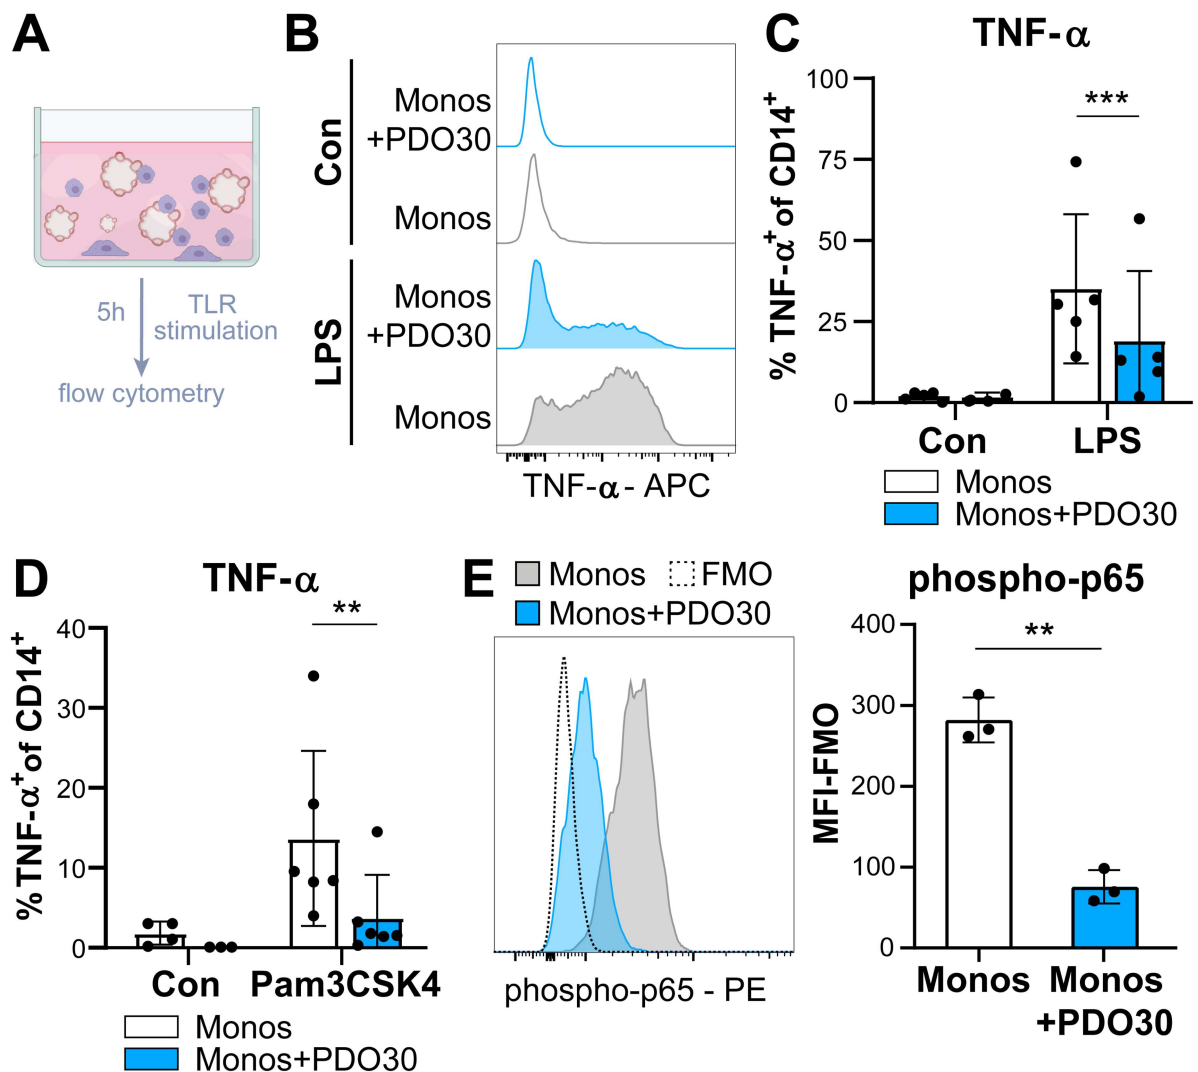 A
5h
TLR
stimulation
flow cytometry
B
Con
Monos
+PDO30
Monos
LPS
Monos
+PDO30
Monos
TNF-α - APC
C
TNF-α
% TNF-α⁺ of CD14⁺
100
75
50
25
0
***
Con
LPS
Monos
Monos+PDO30
D
TNF-α
% TNF-α⁺ of CD14⁺
40
30
20
10
0
**
Con
Pam3CSK4
Monos
Monos+PDO30
E
Monos
FMO
Monos+PDO30
phospho-p65 - PE
phospho-p65
MFI-FMO
400
300
200
100
0
**
Monos
Monos
+PDO30